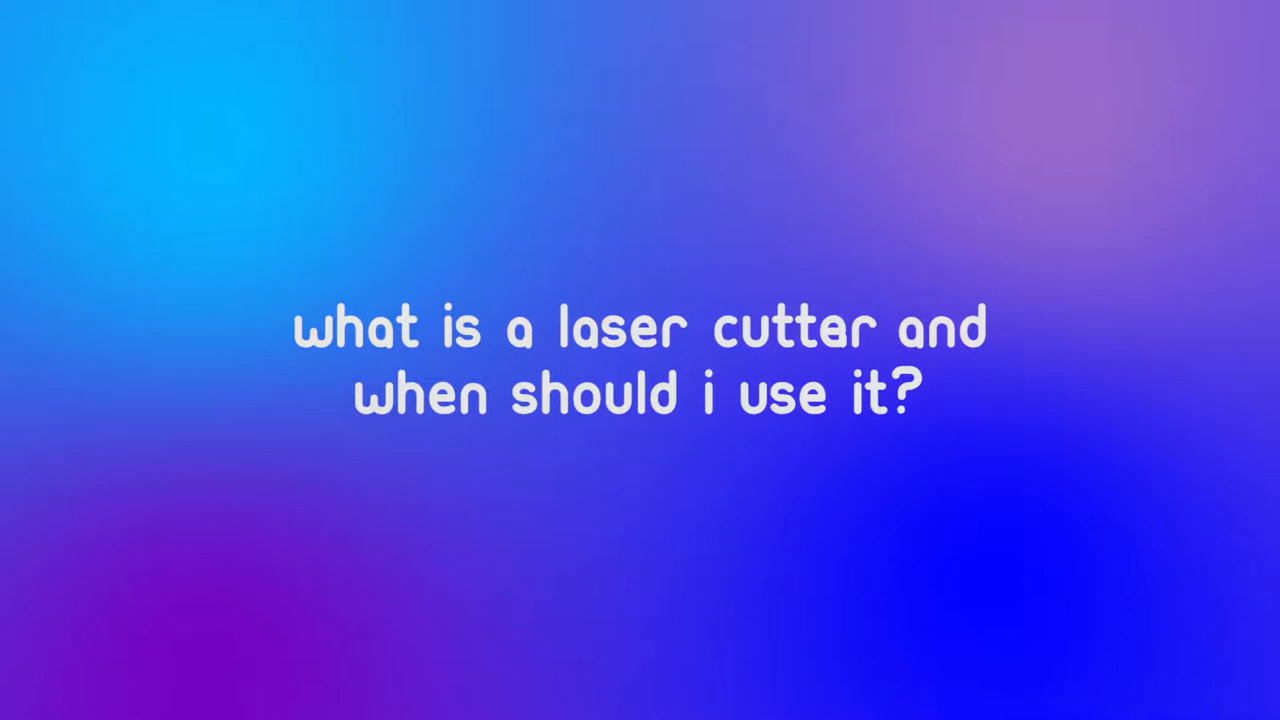 what is a laser cutter and
when should i use it?